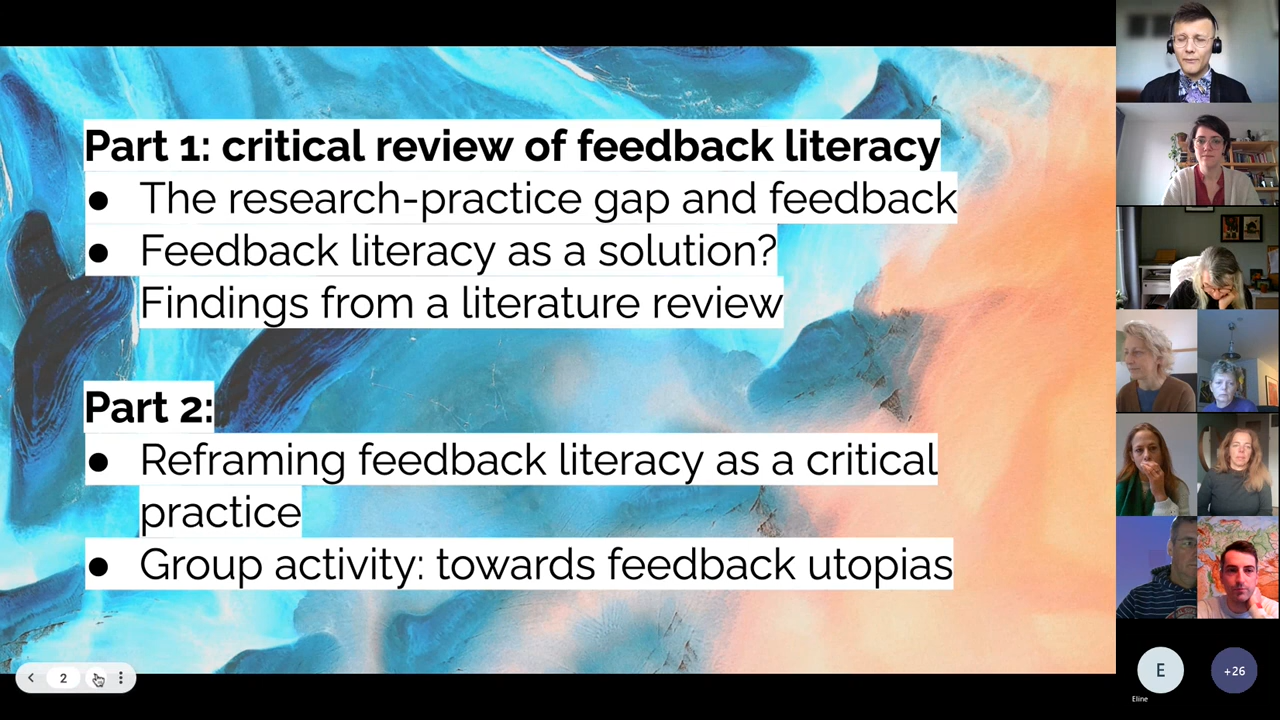 Part 1: critical review of feedback literacy
● The research-practice gap and feedback
● Feedback literacy as a solution?
Findings from a literature review
Part 2:
● Reframing feedback literacy as a critical
practice
● Group activity: towards feedback utopias
2
E
Eline
+26